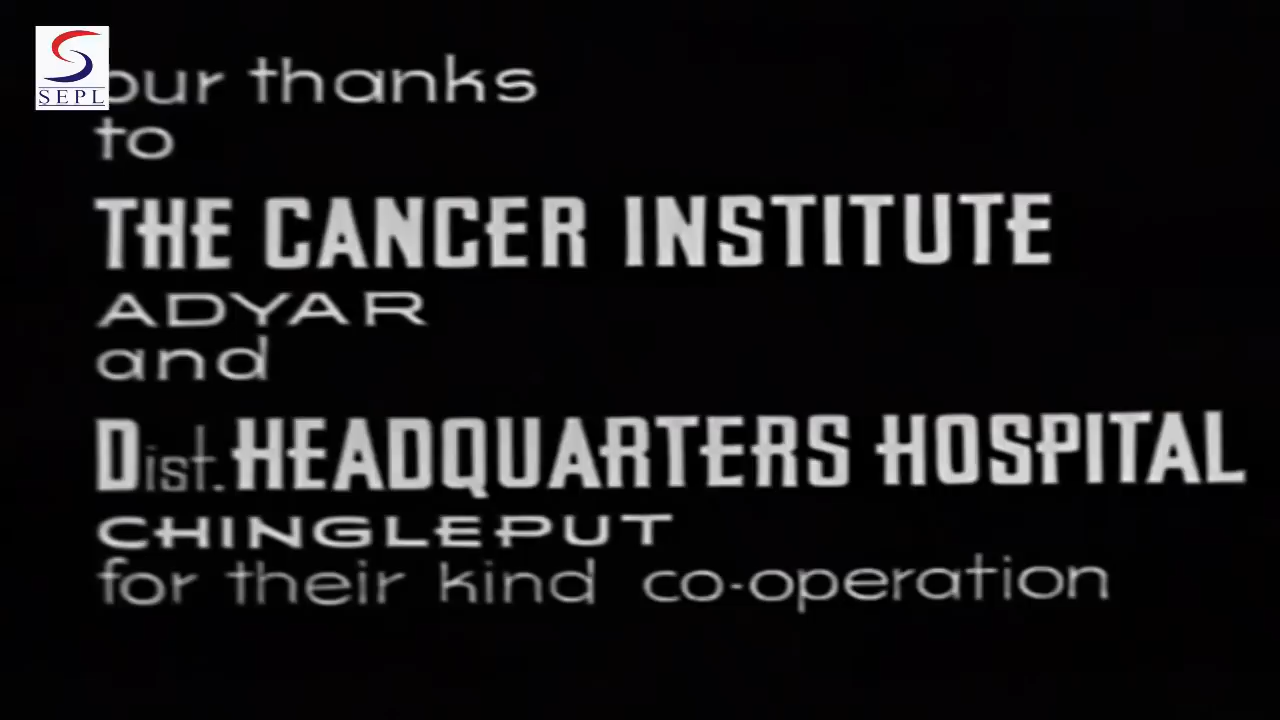 SEPL
our thanks
to
THE CANCER INSTITUTE
ADYAR
and
Dist. HEADQUARTERS HOSPITAL
CHINGLEPUT
for their kind co-operation